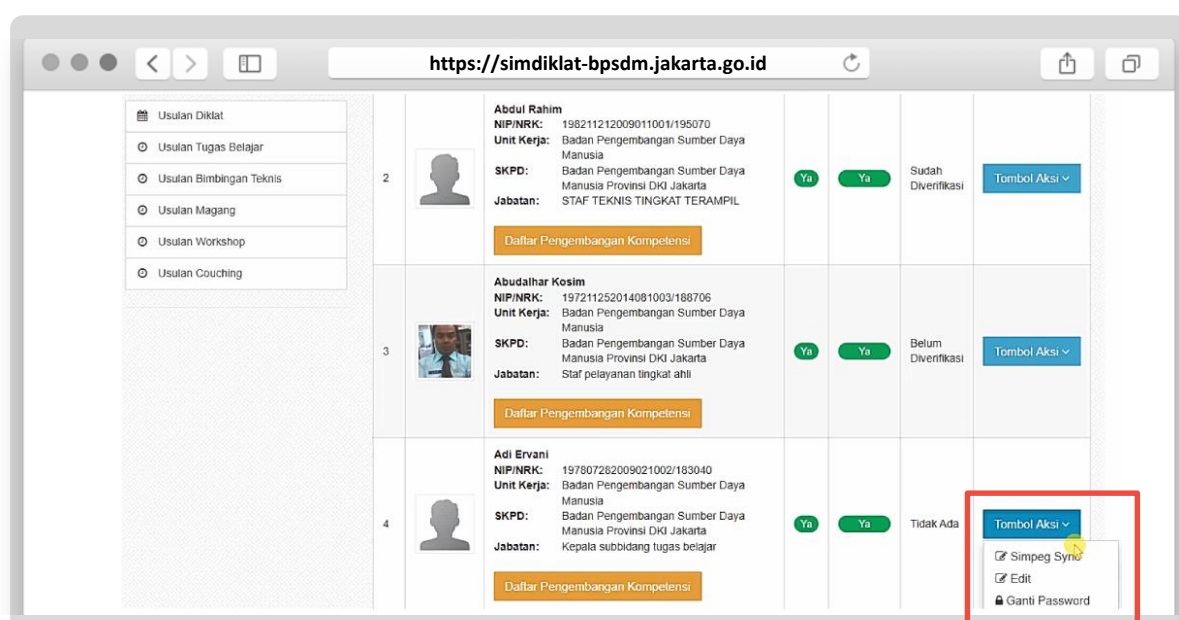 https://simdiklat-bpsdm.jakarta.go.id
Usulan Diklat
Usulan Tugas Belajar
Usulan Bimbingan Teknis
Usulan Magang
Usulan Workshop
Usulan Couching
2
Abdul Rahim
NIP/NRK: 198211212009011001/195070
Unit Kerja: Badan Pengembangan Sumber Daya
Manusia
SKPD: Badan Pengembangan Sumber Daya
Manusia Provinsi DKI Jakarta
Jabatan: STAF TEKNIS TINGKAT TERAMPIL
Daftar Pengembangan Kompetensi
Ya
Ya
Sudah
Diverifikasi
Tombol Aksi
3
Abudalhar Kosim
NIP/NRK: 197211252014081003/188706
Unit Kerja: Badan Pengembangan Sumber Daya
Manusia
SKPD: Badan Pengembangan Sumber Daya
Manusia Provinsi DKI Jakarta
Jabatan: Staf pelayanan tingkat ahli
Daftar Pengembangan Kompetensi
Ya
Ya
Belum
Diverifikasi
Tombol Aksi
4
Adi Ervani
NIP/NRK: 197807282009021002/183040
Unit Kerja: Badan Pengembangan Sumber Daya
Manusia
SKPD: Badan Pengembangan Sumber Daya
Manusia Provinsi DKI Jakarta
Jabatan: Kepala subbidang tugas belajar
Daftar Pengembangan Kompetensi
Ya
Ya
Tidak Ada
Tombol Aksi
Simpeg Sync
Edit
Ganti Password